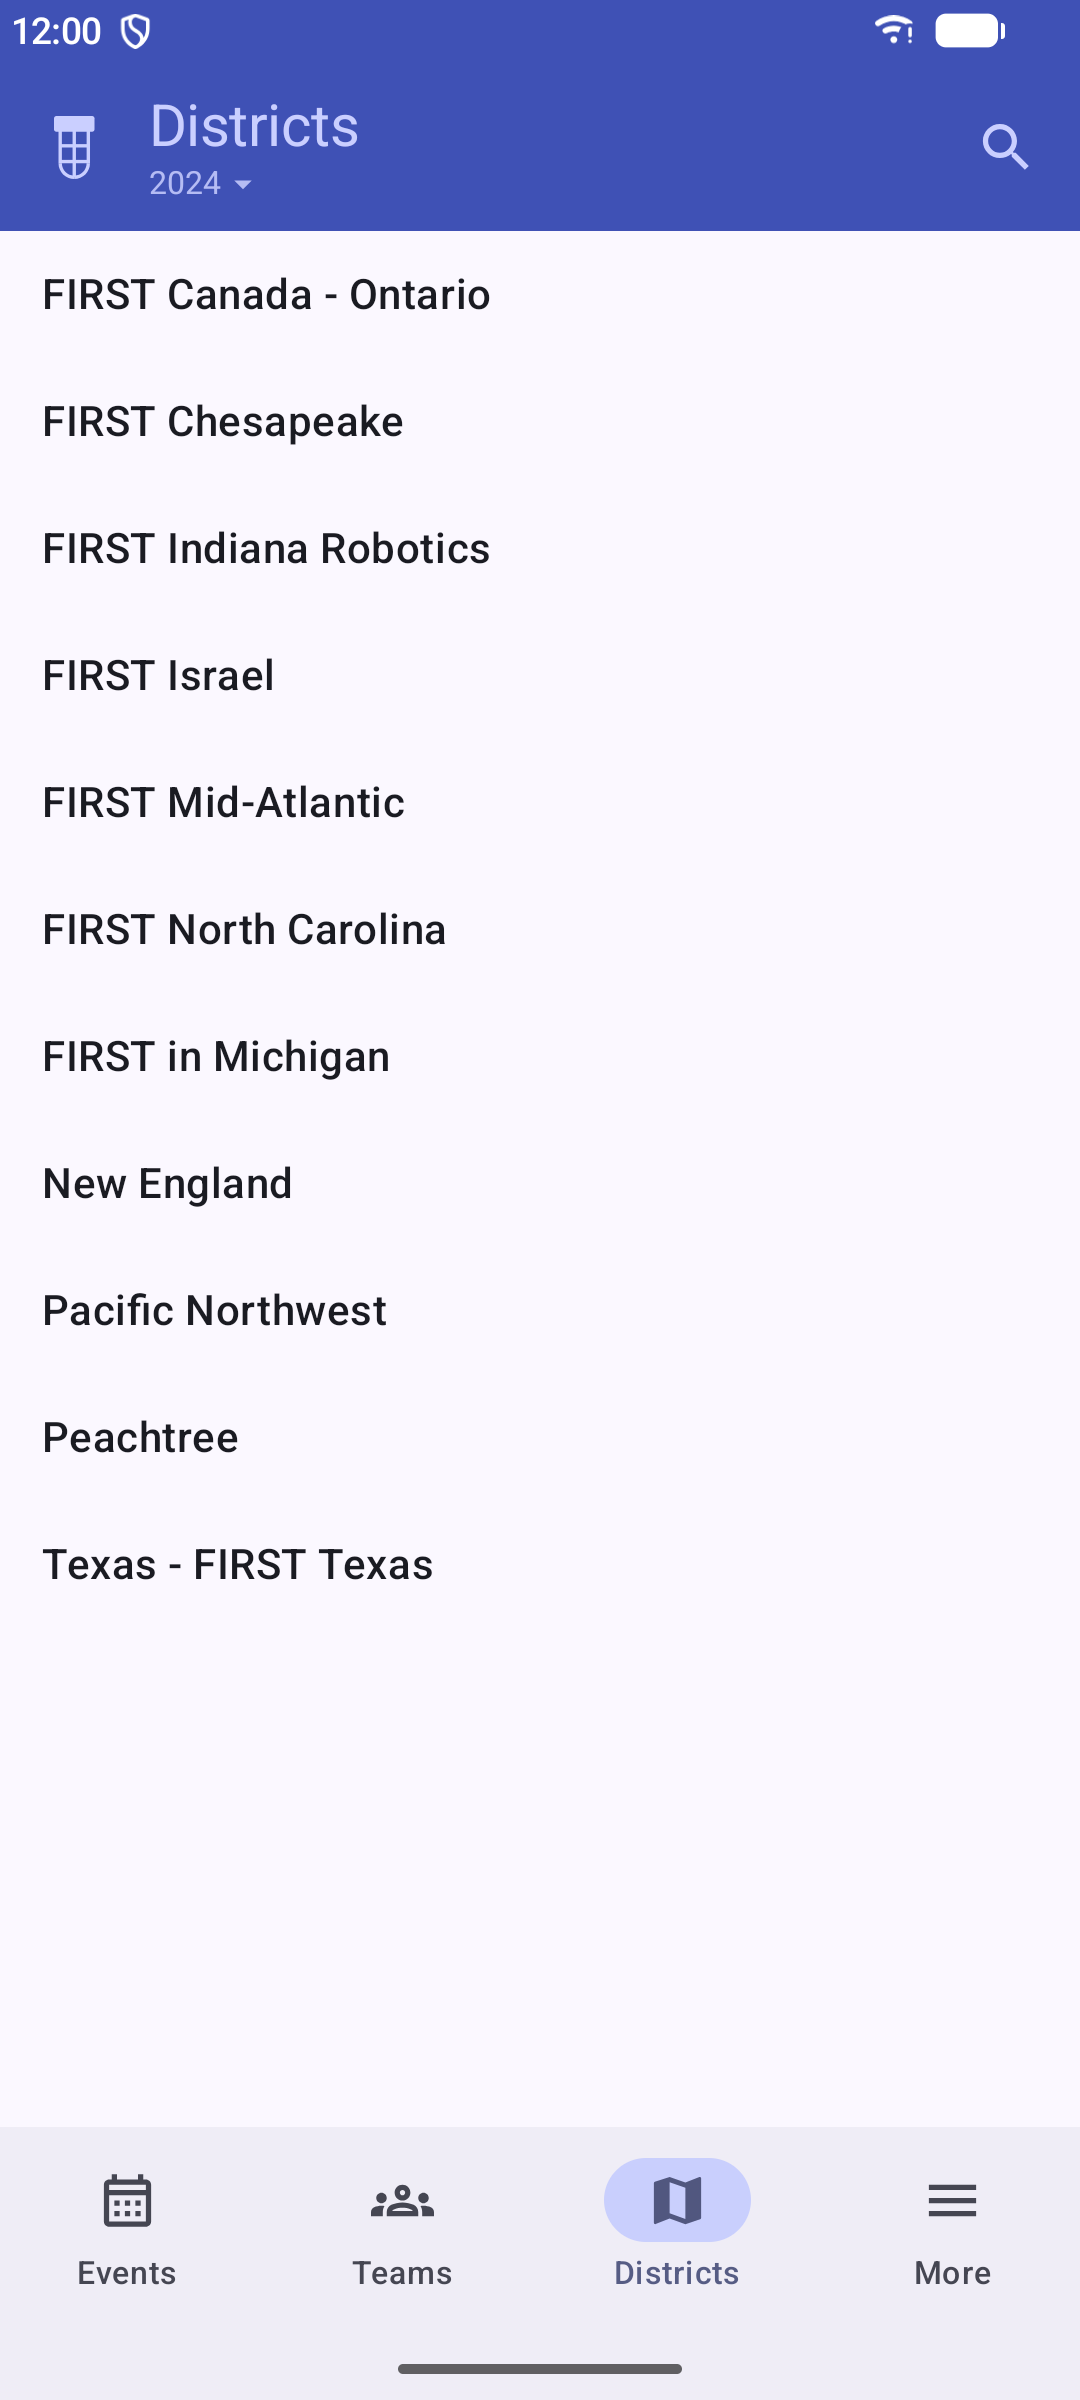 12:00
Districts
2024
FIRST Canada - Ontario
FIRST Chesapeake
FIRST Indiana Robotics
FIRST Israel
FIRST Mid-Atlantic
FIRST North Carolina
FIRST in Michigan
New England
Pacific Northwest
Peachtree
Texas - FIRST Texas
Events
Teams
Districts
More